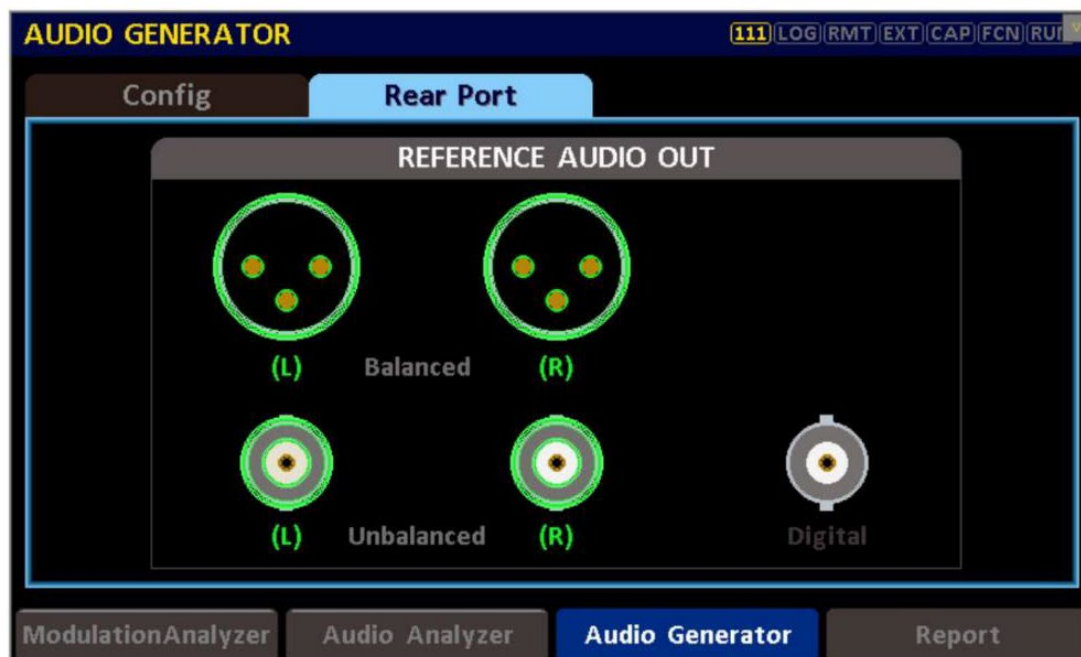 AUDIO GENERATOR 111 LOG RMT EXT CAP FCN
Config Rear Port
REFERENCE AUDIO OUT
(L) Balanced (R)
(L) Unbalanced (R) Digital
ModulationAnalyzer Audio Analyzer Audio Generator Report